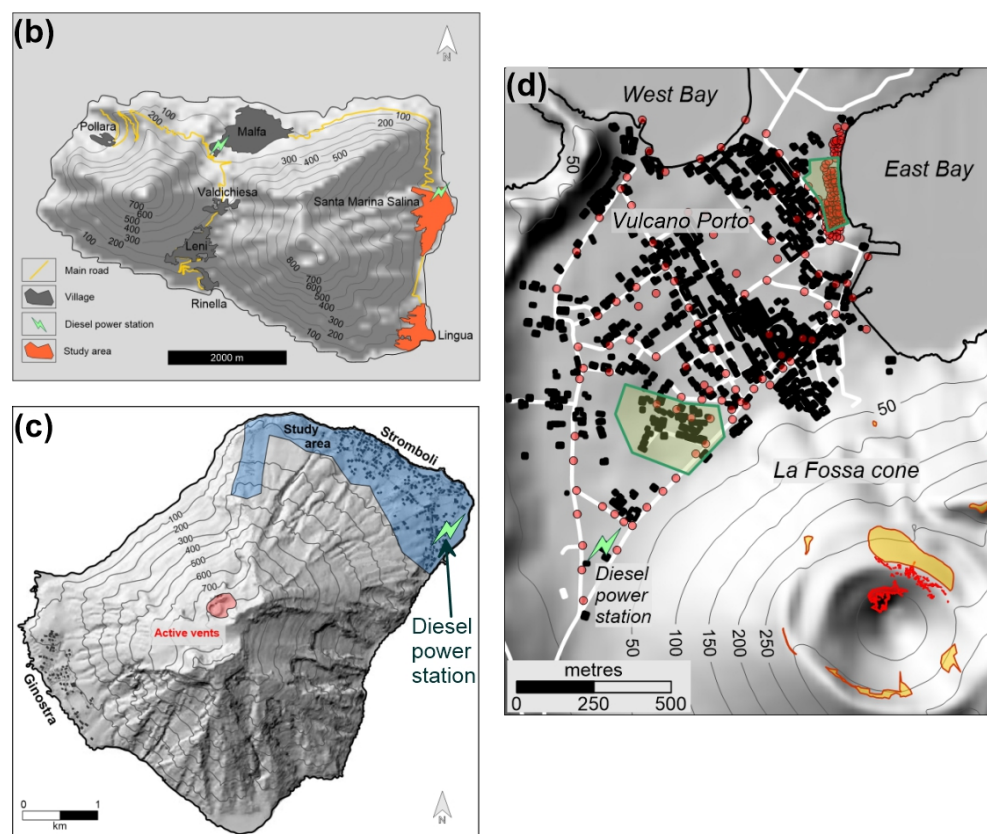 (b)
N
100
200
Pollara
Malfa
100
200
300
400
500
Valdichiesa
Santa Marina Salina
700
600
500
400
300
100
200
Leni
800
700
600
500
400
300
200
100
Rinella
Lingua
Main road
Village
Diesel power station
Study area
2000 m
(c)
Study
area
Stromboli
100
200
300
400
500
600
700
Active vents
Diesel
power
station
Ginostra
0 1
km
N
(d)
West Bay
50
East Bay
Vulcano Porto
50
La Fossa cone
Diesel
power
station
50
100
150
200
250
metres
0 250 500